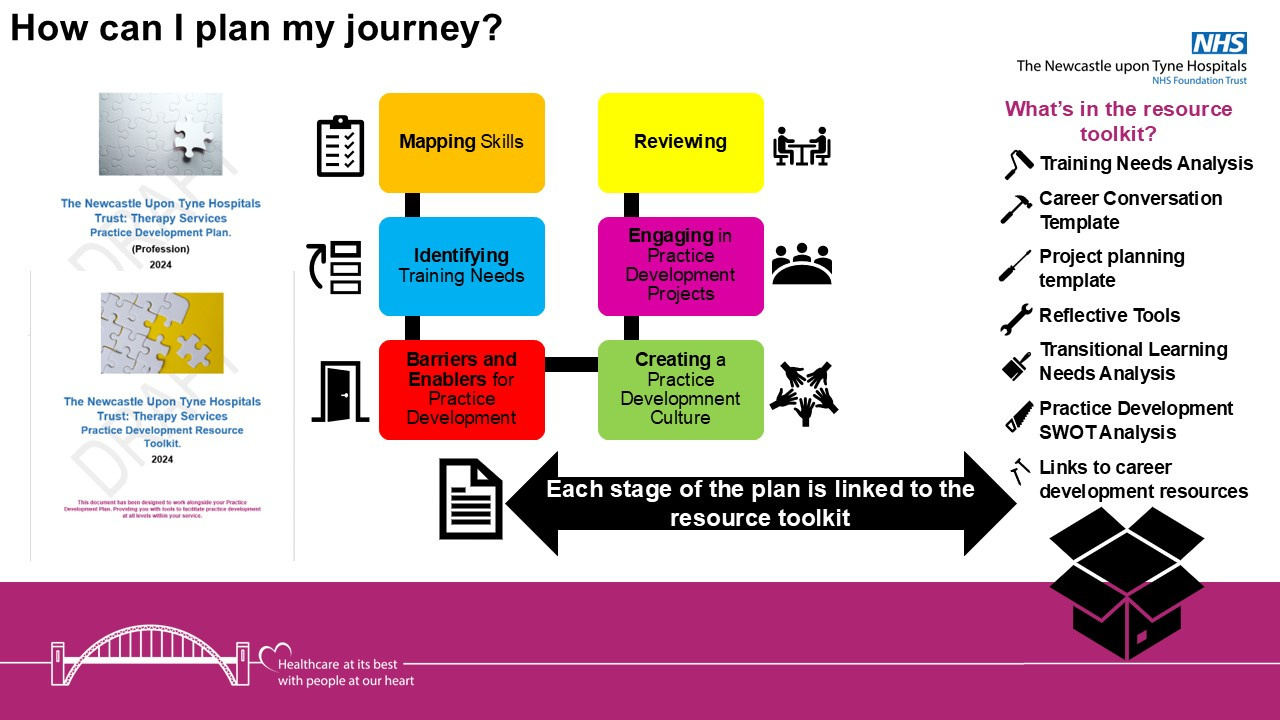 How can I plan my journey?
NHS
The Newcastle upon Tyne Hospitals
NHS Foundation Trust
DRAFT
The Newcastle Upon Tyne Hospitals
Trust: Therapy Services
Practice Development Plan.
(Profession)
2024
DRAFT
The Newcastle Upon Tyne Hospitals
Trust: Therapy Services
Practice Development Resource
Toolkit.
2024
This document has been designed to work alongside your Practice
Development Plan. Providing you with tools to facilitate practice development
at all levels within your service.
Mapping Skills
Identifying
Training Needs
Barriers and
Enablers for
Practice
Development
Creating a
Practice
Developmnent
Culture
Engaging in
Practice
Development
Projects
Reviewing
Each stage of the plan is linked to the
resource toolkit
What's in the resource
toolkit?
Training Needs Analysis
Career Conversation
Template
Project planning
template
Reflective Tools
Transitional Learning
Needs Analysis
Practice Development
SWOT Analysis
Links to career
development resources
Healthcare at its best
with people at our heart